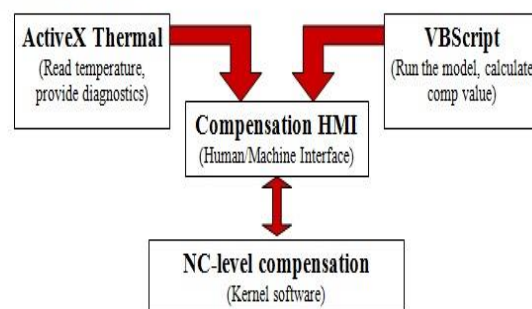 ActiveX Thermal
(Read temperature,
provide diagnostics)
VBScript
(Run the model, calculate
comp value)
Compensation HMI
(Human/Machine Interface)
NC-level compensation
(Kernel software)